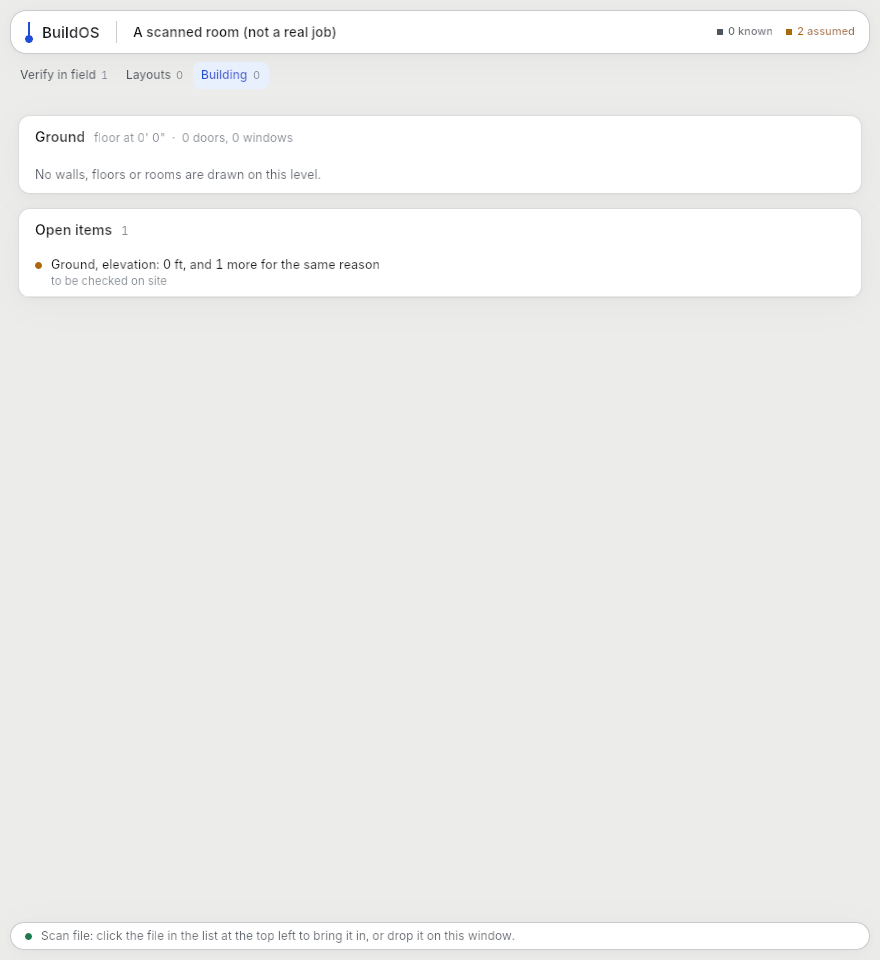 BuildOS
A scanned room (not a real job)
0 known
2 assumed
Verify in field 1
Layouts 0
Building 0
Ground floor at 0' 0" · 0 doors, 0 windows
No walls, floors or rooms are drawn on this level.
Open items 1
Ground, elevation: 0 ft, and 1 more for the same reason
to be checked on site
Scan file: click the file in the list at the top left to bring it in, or drop it on this window.